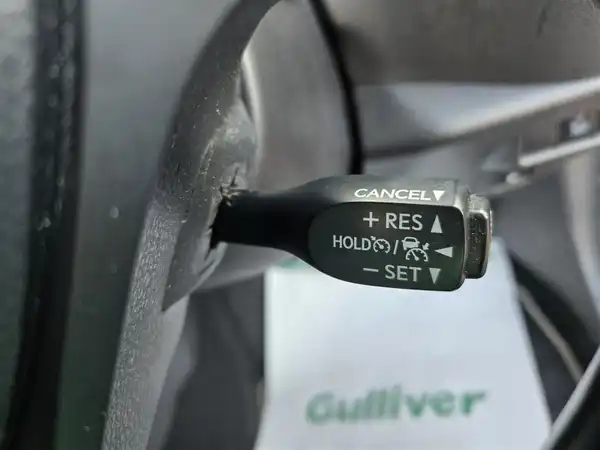 CANCEL▼
+ RES ▲
HOLD / ◀
− SET ▼
Gulliver